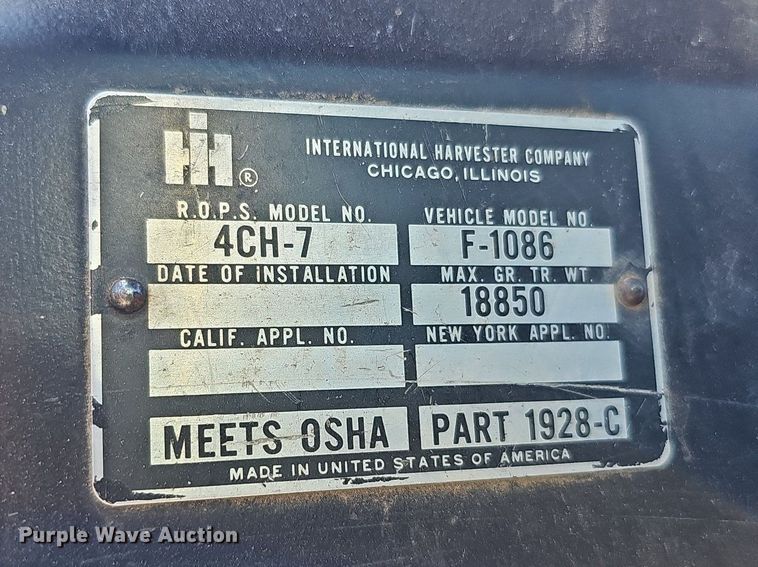 IH ®
INTERNATIONAL HARVESTER COMPANY
CHICAGO, ILLINOIS
R.O.P.S. MODEL NO. VEHICLE MODEL NO.
4CH-7 F-1086
DATE OF INSTALLATION MAX. GR. TR. WT.
18850
CALIF. APPL. NO. NEW YORK APPL. NO.
MEETS OSHA PART 1928-C
MADE IN UNITED STATES OF AMERICA
Purple Wave Auction